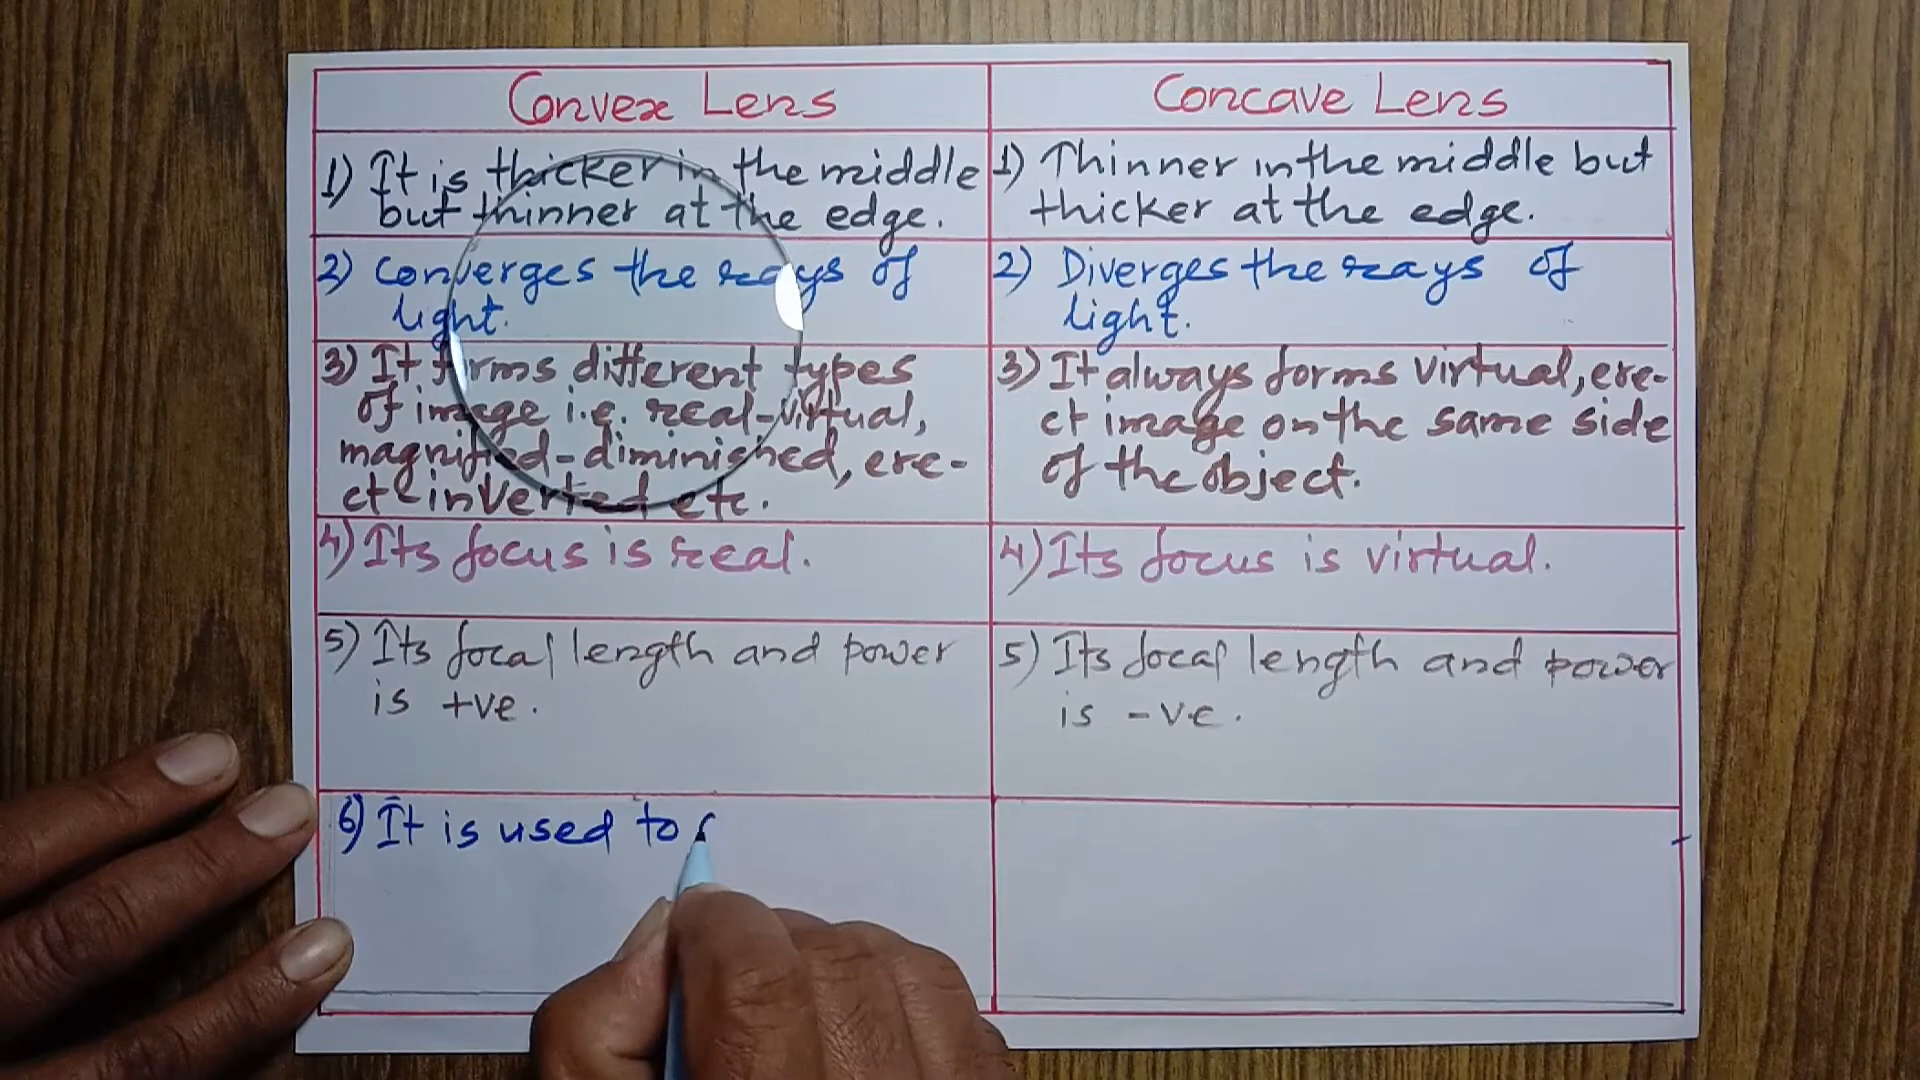 Convex Lens
Concave Lens
1) It is thicker in the middle
but thinner at the edge.
1) Thinner in the middle but
thicker at the edge.
2) Converges the rays of
light.
2) Diverges the rays of
light.
3) It forms different types
of image i.e. real-virtual,
magnified-diminished, ere-
ct-inverted etc.
3) It always forms virtual, ere-
ct image on the same side
of the object.
4) Its focus is real.
4) Its focus is virtual.
5) Its focal length and power
is +ve.
5) Its focal length and power
is -ve.
6) It is used to